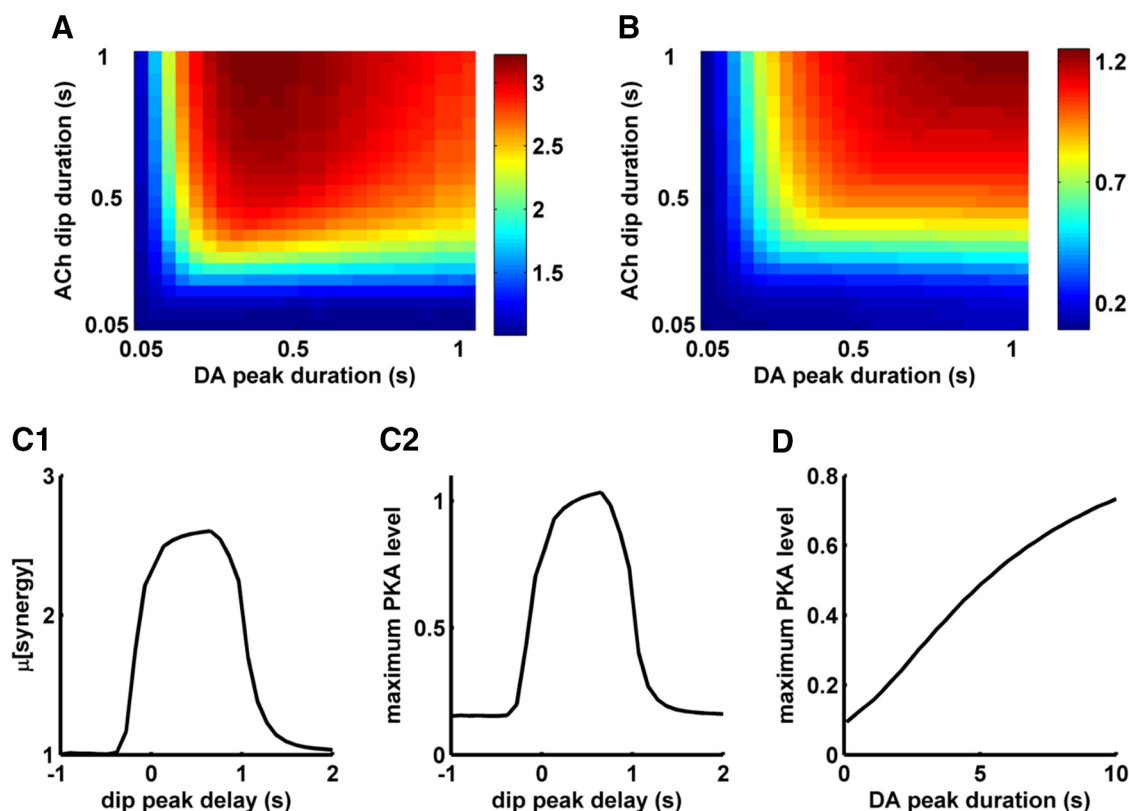 A
B
ACh dip duration (s)
1
0.5
0.05
0.05
0.5
1
DA peak duration (s)
3
2.5
2
1.5
ACh dip duration (s)
1
0.5
0.05
0.05
0.5
1
DA peak duration (s)
1.2
0.7
0.2
C1
C2
D
μ[synergy]
3
2
1
-1
0
1
2
dip peak delay (s)
maximum PKA level
1
0.5
0
-1
0
1
2
dip peak delay (s)
maximum PKA level
0.8
0.6
0.4
0.2
0
0
5
10
DA peak duration (s)